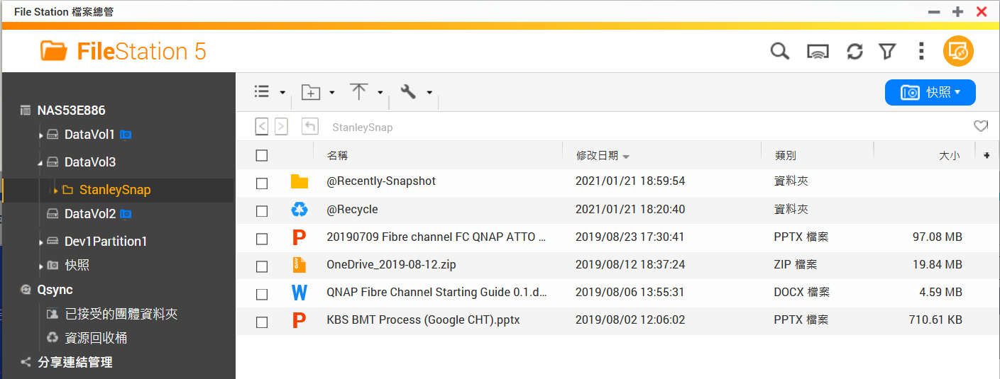 File Station 檔案總管
FileStation 5
快照
NAS53E886
DataVol1
DataVol3
StanleySnap
DataVol2
Dev1Partition1
快照
Qsync
已接受的團體資料夾
資源回收桶
分享連結管理
StanleySnap
名稱 修改日期 類別 大小
@Recently-Snapshot 2021/01/21 18:59:54 資料夾
@Recycle 2021/01/21 18:20:40 資料夾
20190709 Fibre channel FC QNAP ATTO ... 2019/08/23 17:30:41 PPTX 檔案 97.08 MB
OneDrive_2019-08-12.zip 2019/08/12 18:37:24 ZIP 檔案 19.84 MB
QNAP Fibre Channel Starting Guide 0.1.d... 2019/08/06 13:55:31 DOCX 檔案 4.59 MB
KBS BMT Process (Google CHT).pptx 2019/08/02 12:06:02 PPTX 檔案 710.61 KB